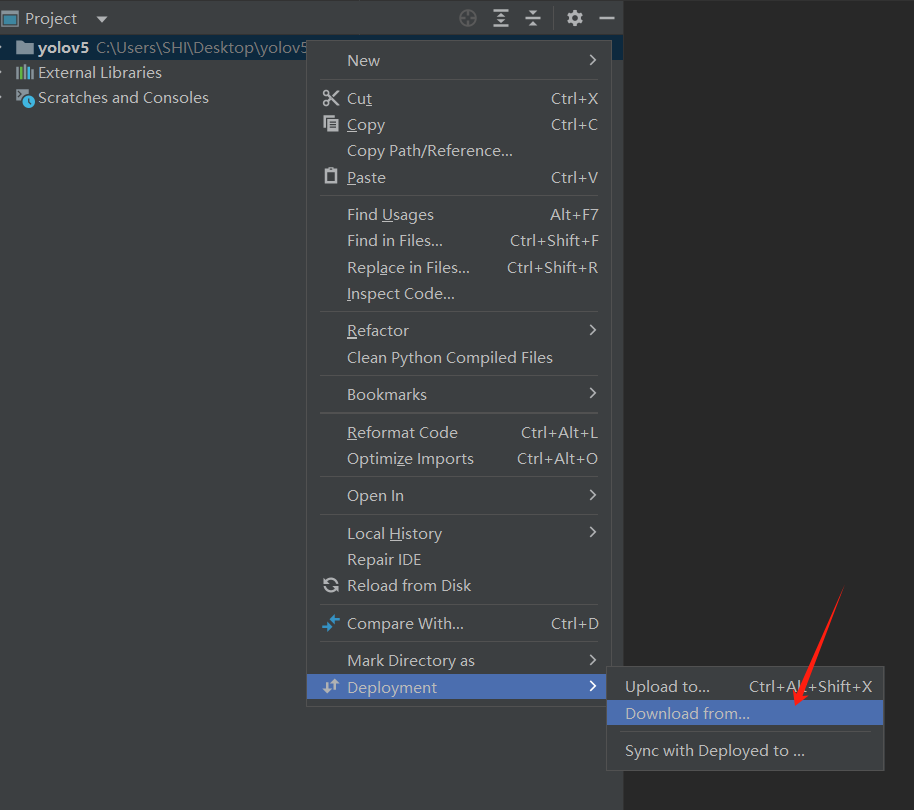 Project
yolov5 C:\Users\SHI\Desktop\yolov5
External Libraries
Scratches and Consoles
New
Cut Ctrl+X
Copy Ctrl+C
Copy Path/Reference...
Paste Ctrl+V
Find Usages Alt+F7
Find in Files... Ctrl+Shift+F
Replace in Files... Ctrl+Shift+R
Inspect Code...
Refactor
Clean Python Compiled Files
Bookmarks
Reformat Code Ctrl+Alt+L
Optimize Imports Ctrl+Alt+O
Open In
Local History
Repair IDE
Reload from Disk
Compare With... Ctrl+D
Mark Directory as
Deployment
Upload to... Ctrl+Alt+Shift+X
Download from...
Sync with Deployed to ...